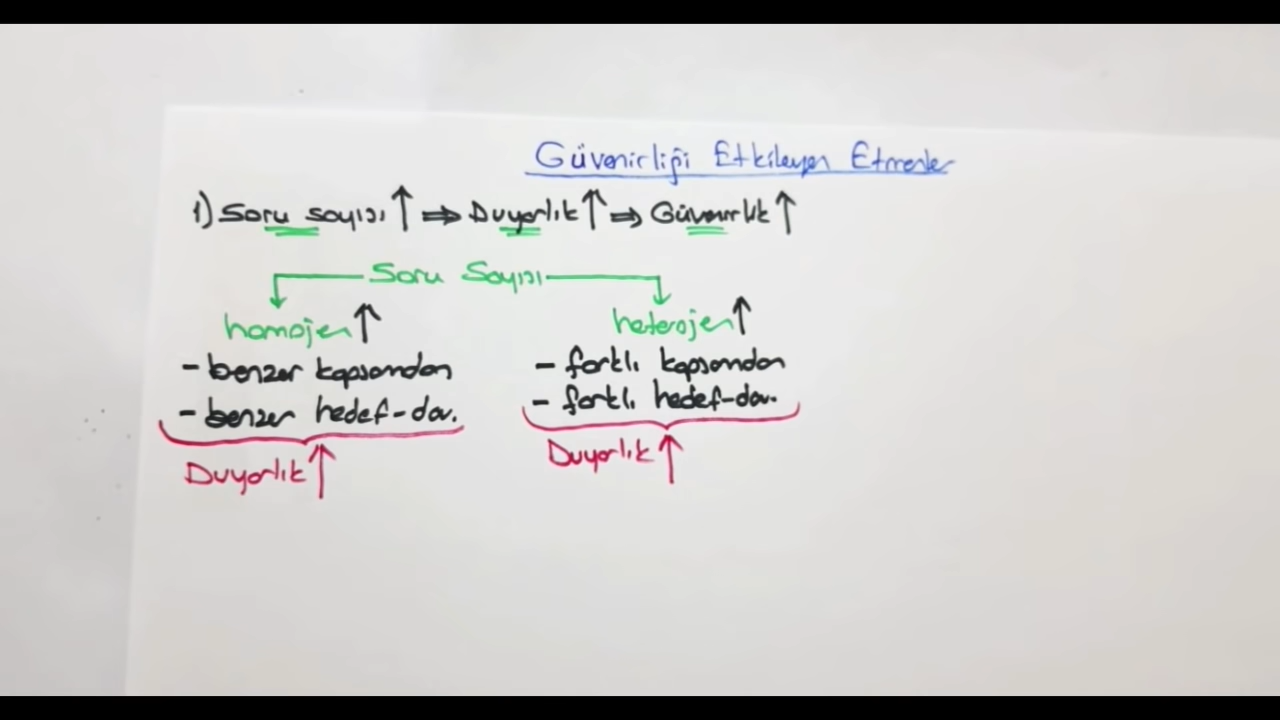 Güvenirliği Etkileyen Etmenler
1) Soru sayısı ↑ ⇒ Duyarlık ↑ ⇒ Güvenirlik ↑
Soru Sayısı
homojen ↑
- benzer kapsamdan
- benzer hedef-dav.
Duyarlık ↑
heterojen ↑
- farklı kapsamdan
- farklı hedef-dav.
Duyarlık ↑